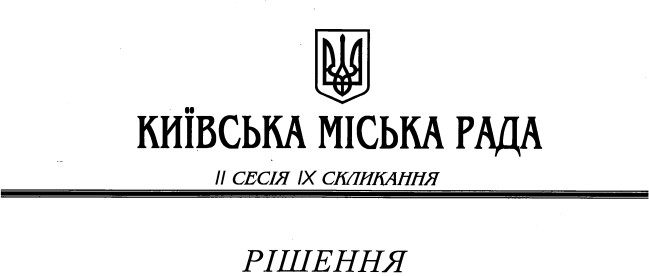 КИЇВСЬКА МІСЬКА РАДА
II СЕСІЯ IX СКЛИКАННЯ
РІШЕННЯ